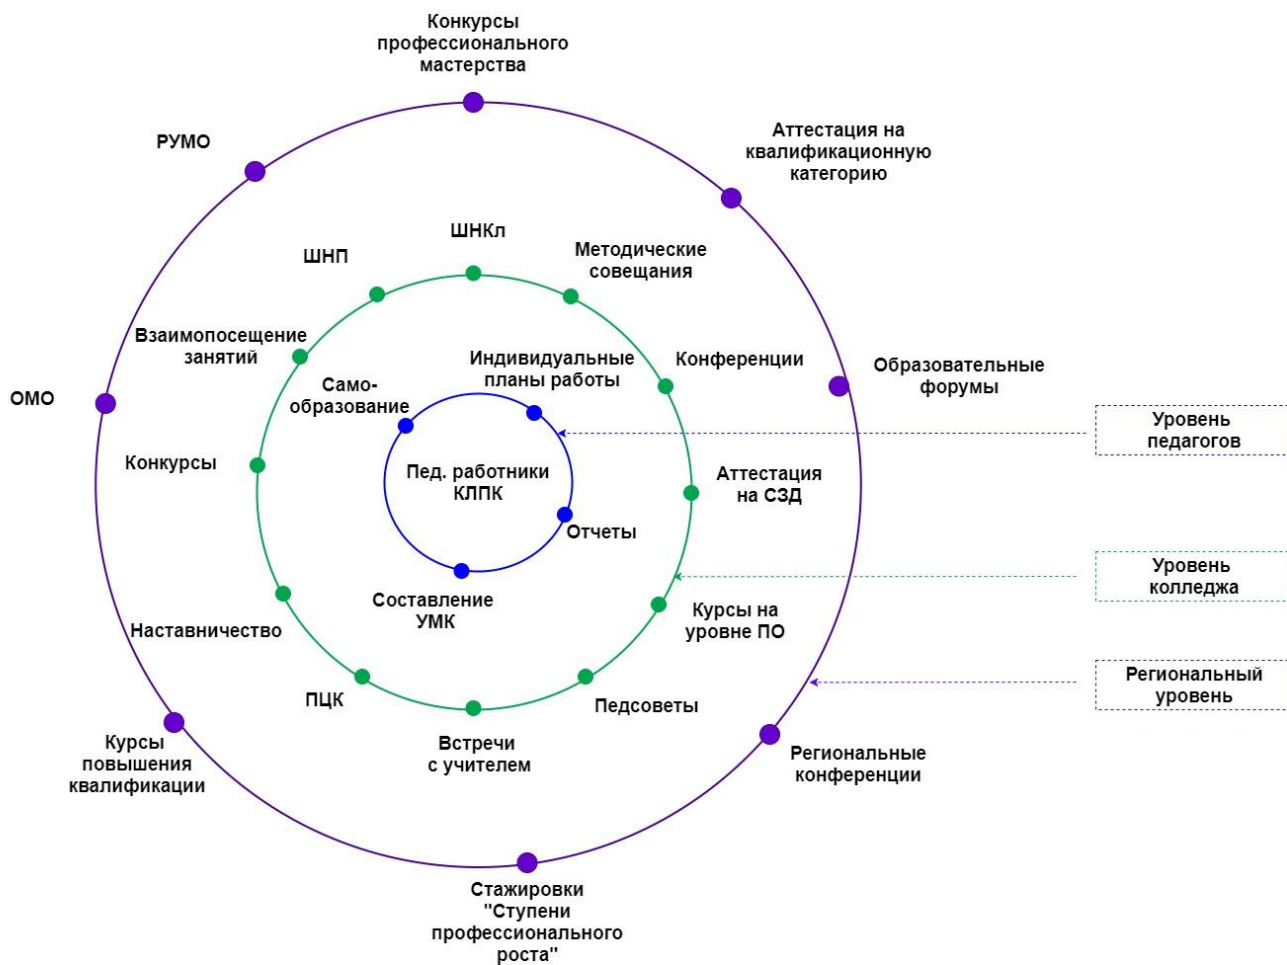 Конкурсы
профессионального
мастерства
РУМО
Аттестация на
квалификационную
категорию
ШНКл
ШНП
Методические
совещания
Взаимопосещение
занятий
Индивидуальные
планы работы
Конференции
Образовательные
форумы
Само-
образование
ОМО
Уровень
педагогов
Конкурсы
Пед. работники
КЛПК
Аттестация
на СЗД
Отчеты
Уровень
колледжа
Составление
УМК
Курсы на
уровне ПО
Наставничество
Региональный
уровень
ПЦК
Педсоветы
Встречи
с учителем
Курсы
повышения
квалификации
Региональные
конференции
Стажировки
"Ступени
профессионального
роста"